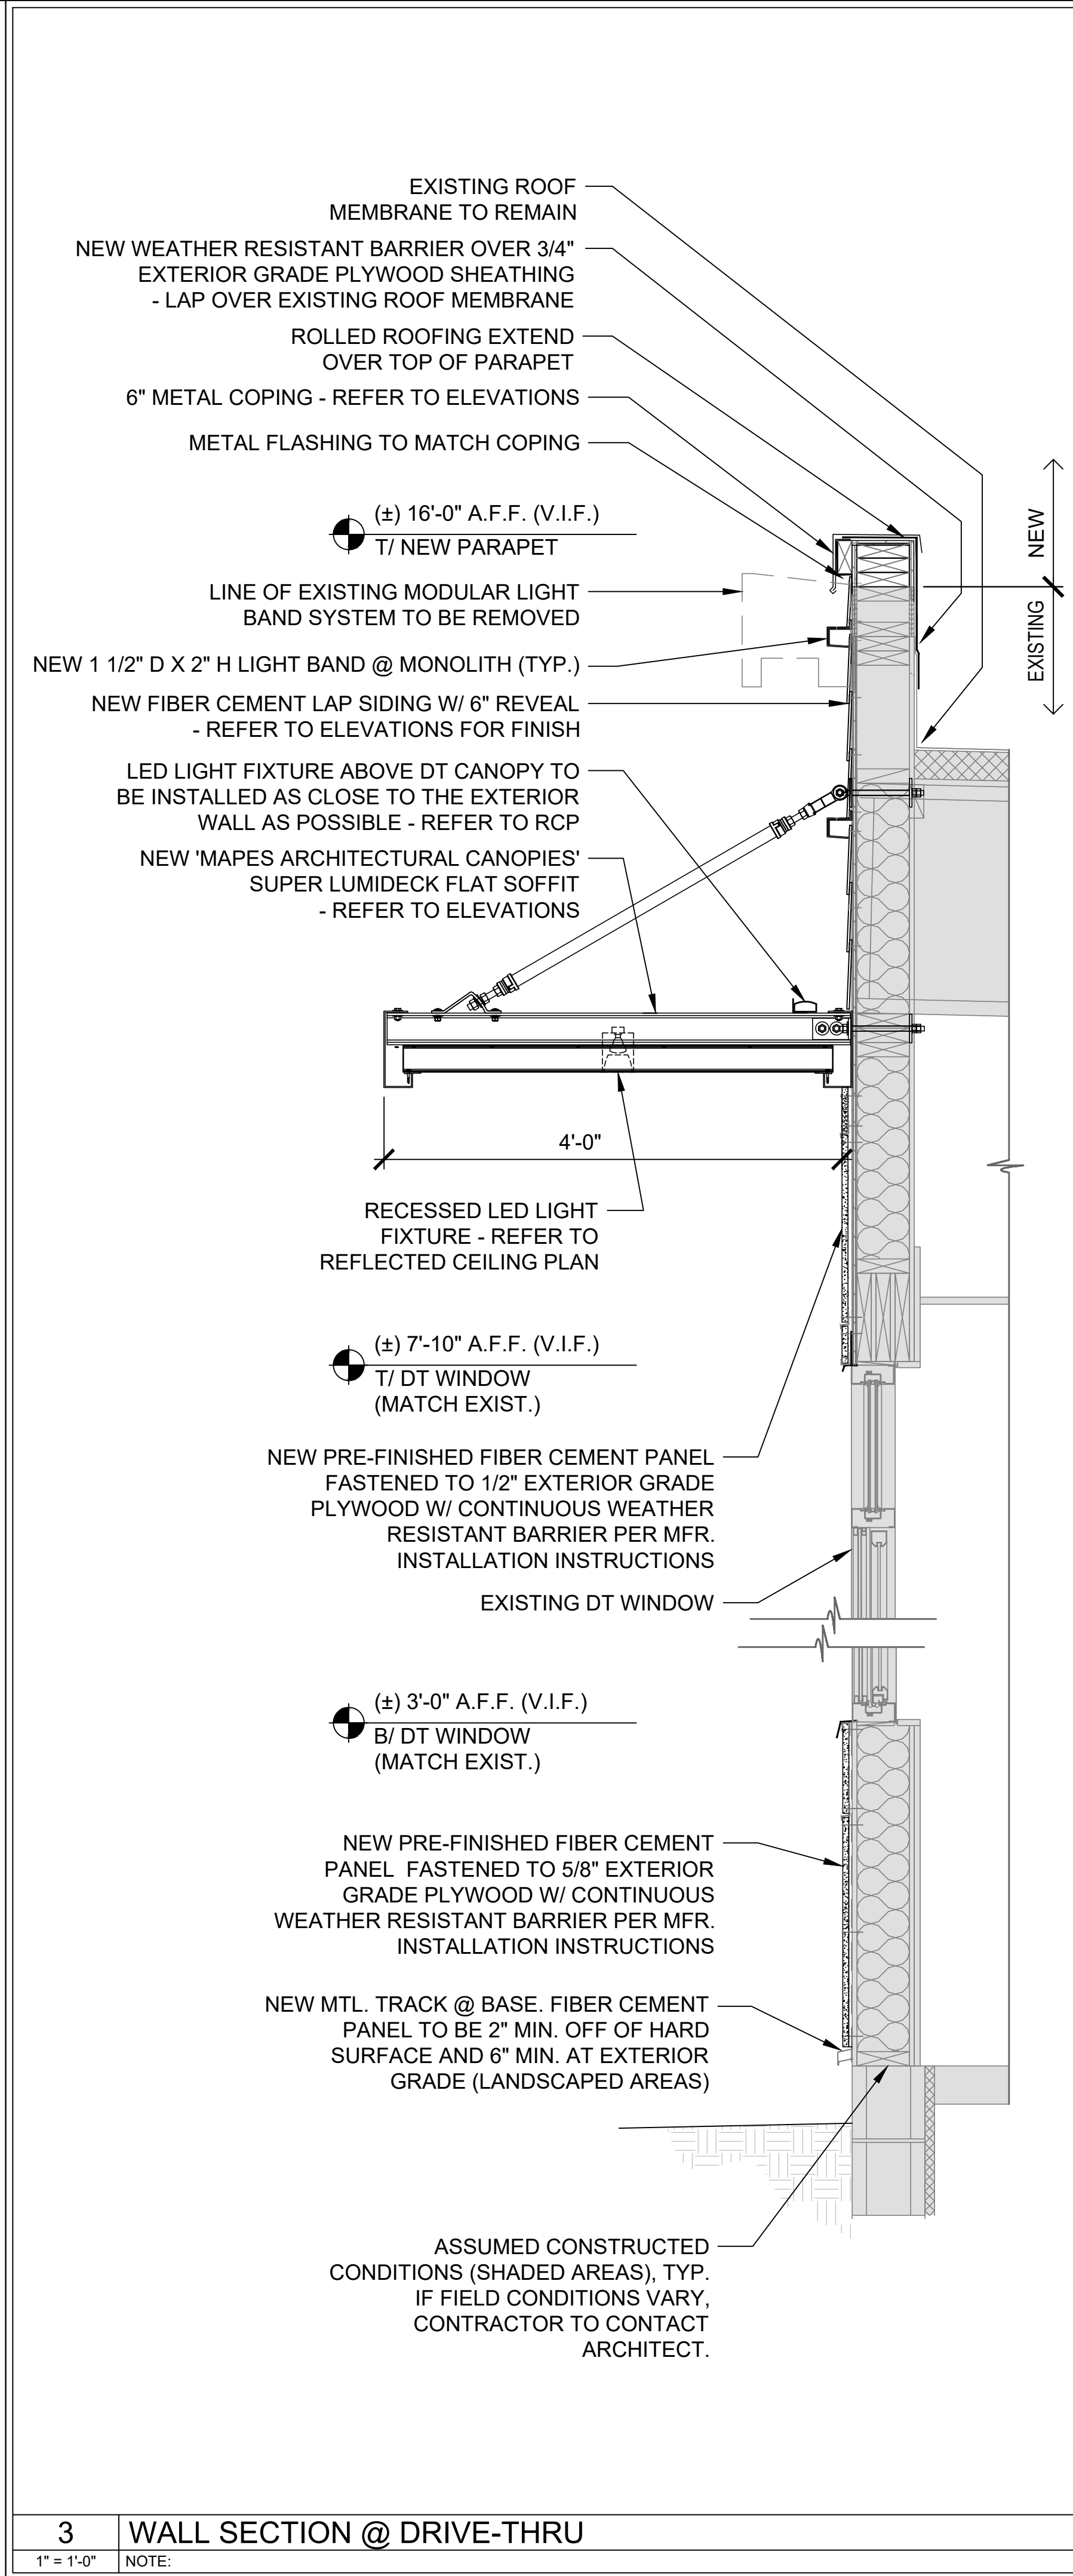 EXISTING ROOF
MEMBRANE TO REMAIN
NEW WEATHER RESISTANT BARRIER OVER 3/4"
EXTERIOR GRADE PLYWOOD SHEATHING
- LAP OVER EXISTING ROOF MEMBRANE
ROLLED ROOFING EXTEND
OVER TOP OF PARAPET
6" METAL COPING - REFER TO ELEVATIONS
METAL FLASHING TO MATCH COPING
(±) 16'-0" A.F.F. (V.I.F.)
T/ NEW PARAPET
NEW
EXISTING
LINE OF EXISTING MODULAR LIGHT
BAND SYSTEM TO BE REMOVED
NEW 1 1/2" D X 2" H LIGHT BAND @ MONOLITH (TYP.)
NEW FIBER CEMENT LAP SIDING W/ 6" REVEAL
- REFER TO ELEVATIONS FOR FINISH
LED LIGHT FIXTURE ABOVE DT CANOPY TO
BE INSTALLED AS CLOSE TO THE EXTERIOR
WALL AS POSSIBLE - REFER TO RCP
NEW 'MAPES ARCHITECTURAL CANOPIES'
SUPER LUMIDECK FLAT SOFFIT
- REFER TO ELEVATIONS
4'-0"
RECESSED LED LIGHT
FIXTURE - REFER TO
REFLECTED CEILING PLAN
(±) 7'-10" A.F.F. (V.I.F.)
T/ DT WINDOW
(MATCH EXIST.)
NEW PRE-FINISHED FIBER CEMENT PANEL
FASTENED TO 1/2" EXTERIOR GRADE
PLYWOOD W/ CONTINUOUS WEATHER
RESISTANT BARRIER PER MFR.
INSTALLATION INSTRUCTIONS
EXISTING DT WINDOW
(±) 3'-0" A.F.F. (V.I.F.)
B/ DT WINDOW
(MATCH EXIST.)
NEW PRE-FINISHED FIBER CEMENT
PANEL FASTENED TO 5/8" EXTERIOR
GRADE PLYWOOD W/ CONTINUOUS
WEATHER RESISTANT BARRIER PER MFR.
INSTALLATION INSTRUCTIONS
NEW MTL. TRACK @ BASE. FIBER CEMENT
PANEL TO BE 2" MIN. OFF OF HARD
SURFACE AND 6" MIN. AT EXTERIOR
GRADE (LANDSCAPED AREAS)
ASSUMED CONSTRUCTED
CONDITIONS (SHADED AREAS), TYP.
IF FIELD CONDITIONS VARY,
CONTRACTOR TO CONTACT
ARCHITECT.
3 WALL SECTION @ DRIVE-THRU
1" = 1'-0" NOTE: